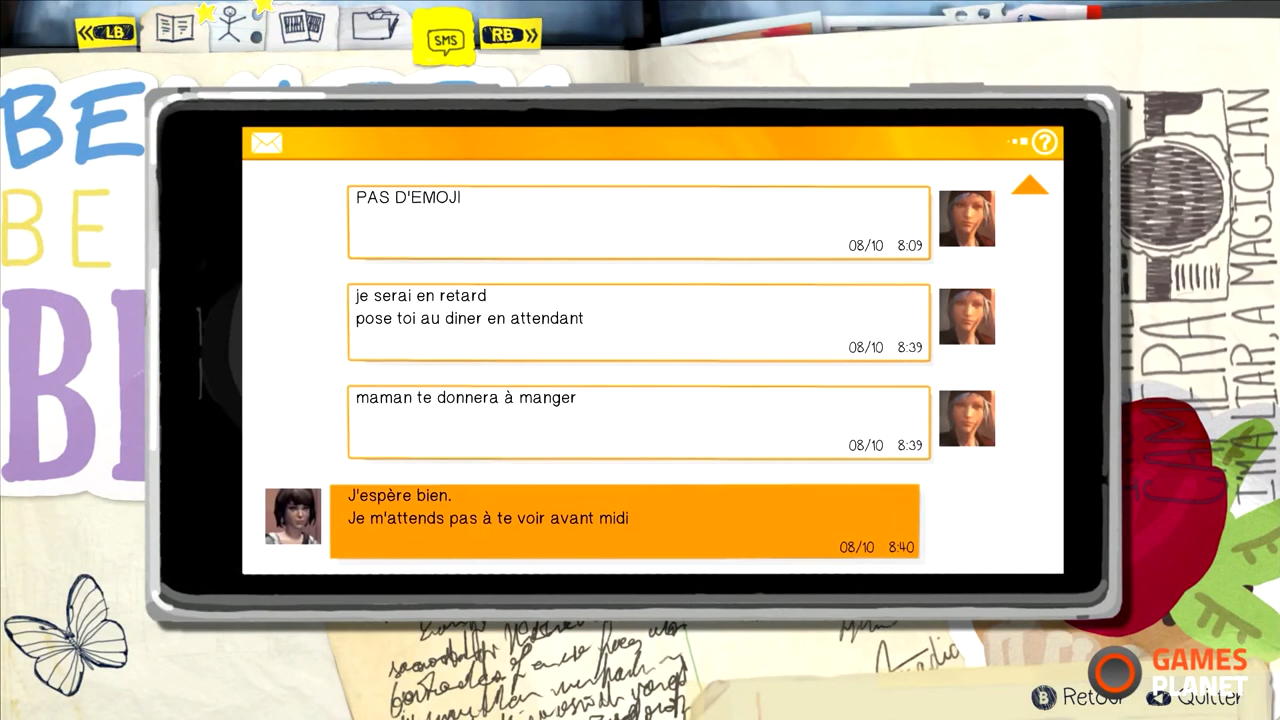 LB
SMS
RB
BE
BE
PAS D'EMOJI
08/10 8:09
je serai en retard
pose toi au diner en attendant
08/10 8:39
maman te donnera à manger
08/10 8:39
J'espère bien.
Je m'attends pas à te voir avant midi
08/10 8:40
CAMERA
A MAGICIAN
GAMES
PLANET
B Retour
Quitter